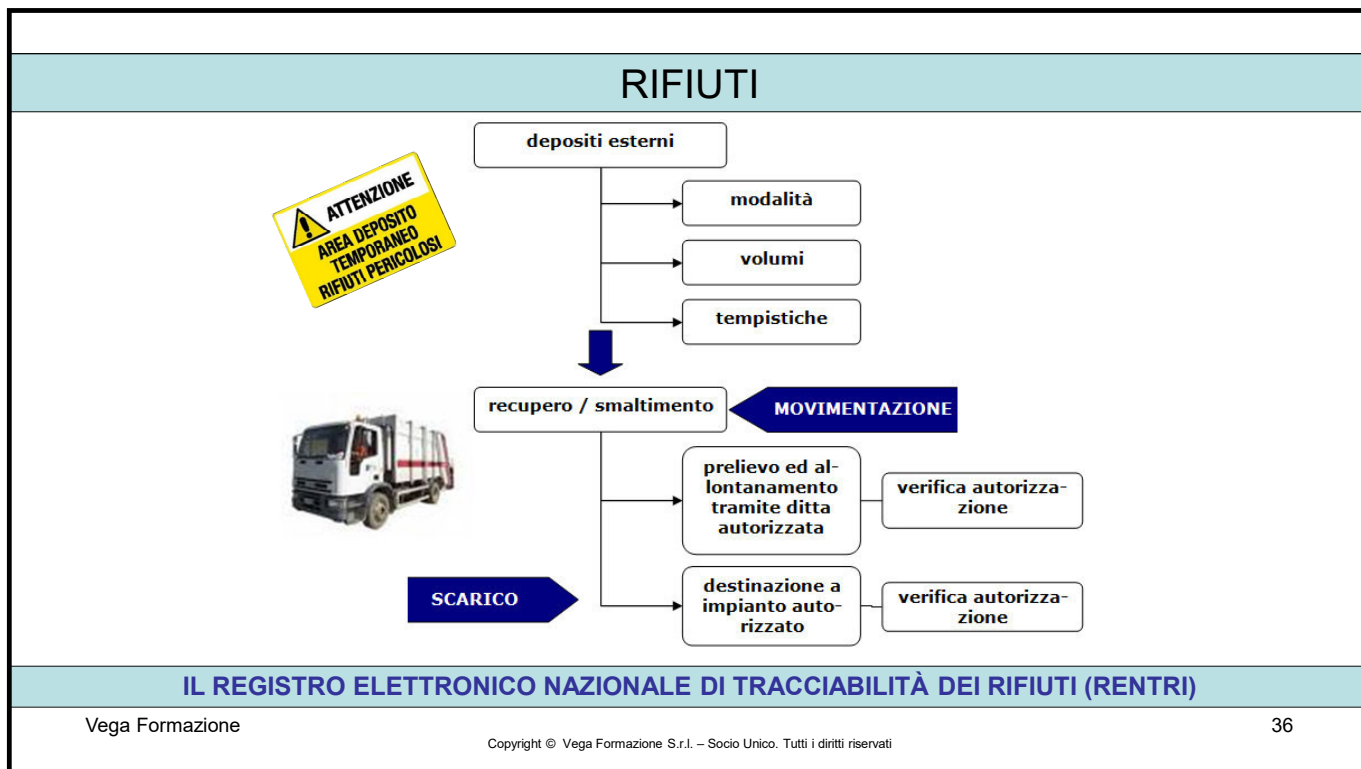 RIFIUTI
depositi esterni
ATTENZIONE
AREA DEPOSITO
TEMPORANEO
RIFIUTI PERICOLOSI
modalità
volumi
tempistiche
recupero / smaltimento
MOVIMENTAZIONE
prelievo ed al-
lontanamento
tramite ditta
autorizzata
verifica autorizza-
zione
SCARICO
destinazione a
impianto auto-
rizzato
verifica autorizza-
zione
IL REGISTRO ELETTRONICO NAZIONALE DI TRACCIABILITÀ DEI RIFIUTI (RENTRI)
Vega Formazione
36
Copyright © Vega Formazione S.r.l. – Socio Unico. Tutti i diritti riservati